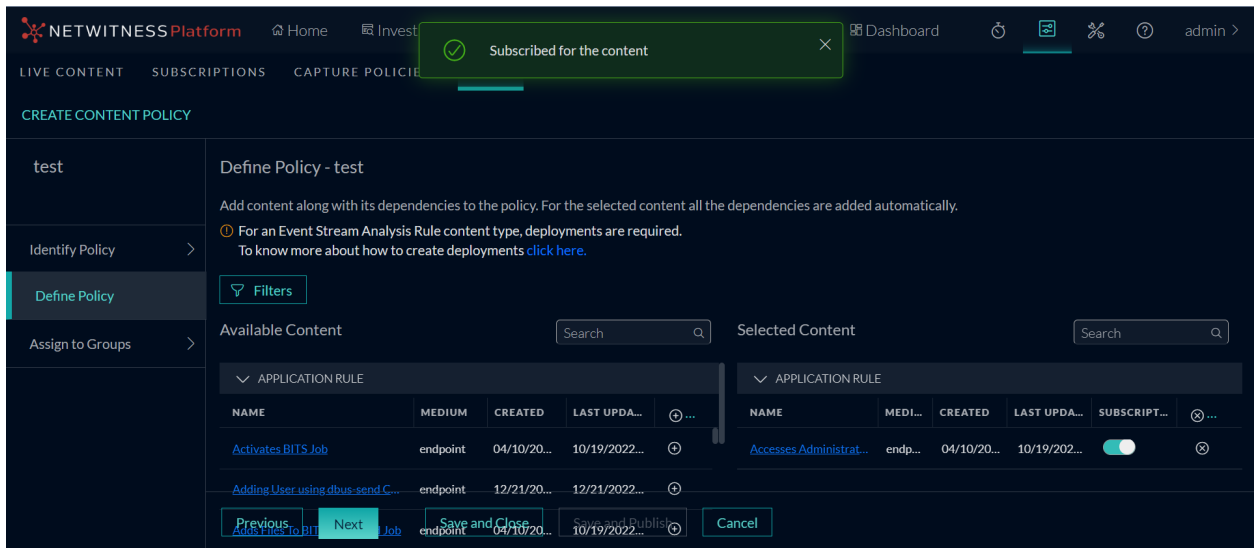 NETWITNESS Platform Home Invest Dashboard admin >
Subscribed for the content
LIVE CONTENT SUBSCRIPTIONS CAPTURE POLICIE
CREATE CONTENT POLICY
test
Identify Policy
Define Policy
Assign to Groups
Define Policy - test
Add content along with its dependencies to the policy. For the selected content all the dependencies are added automatically.
For an Event Stream Analysis Rule content type, deployments are required.
To know more about how to create deployments click here.
Filters
Available Content Search
APPLICATION RULE
NAME MEDIUM CREATED LAST UPDA... ...
Activates BITS Job endpoint 04/10/20... 10/19/2022...
Adding User using dbus-send C... endpoint 12/21/20... 12/21/2022...
Adds Files To BIT Job endpoint 04/10/20... 10/19/2022...
Selected Content Search
APPLICATION RULE
NAME MEDI... CREATED LAST UPDA... SUBSCRIPT... ...
Accesses Administrat... endp... 04/10/20... 10/19/202...
Previous Next Save and Close Save and Publish Cancel